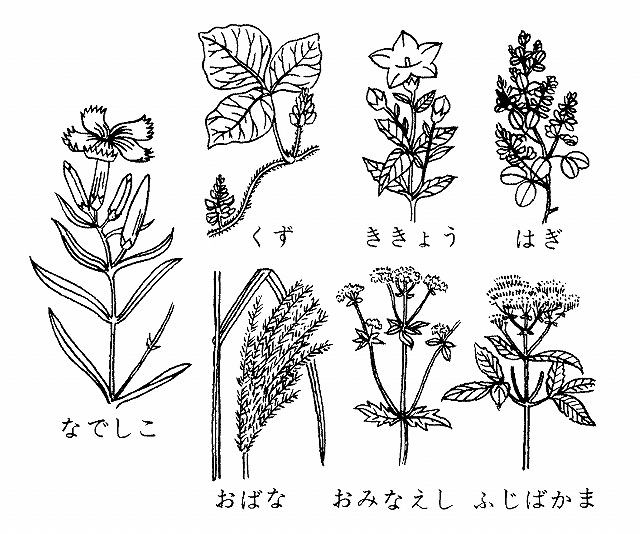 くず
ききょう
はぎ
なでしこ
おばな
おみなえし
ふじばかま